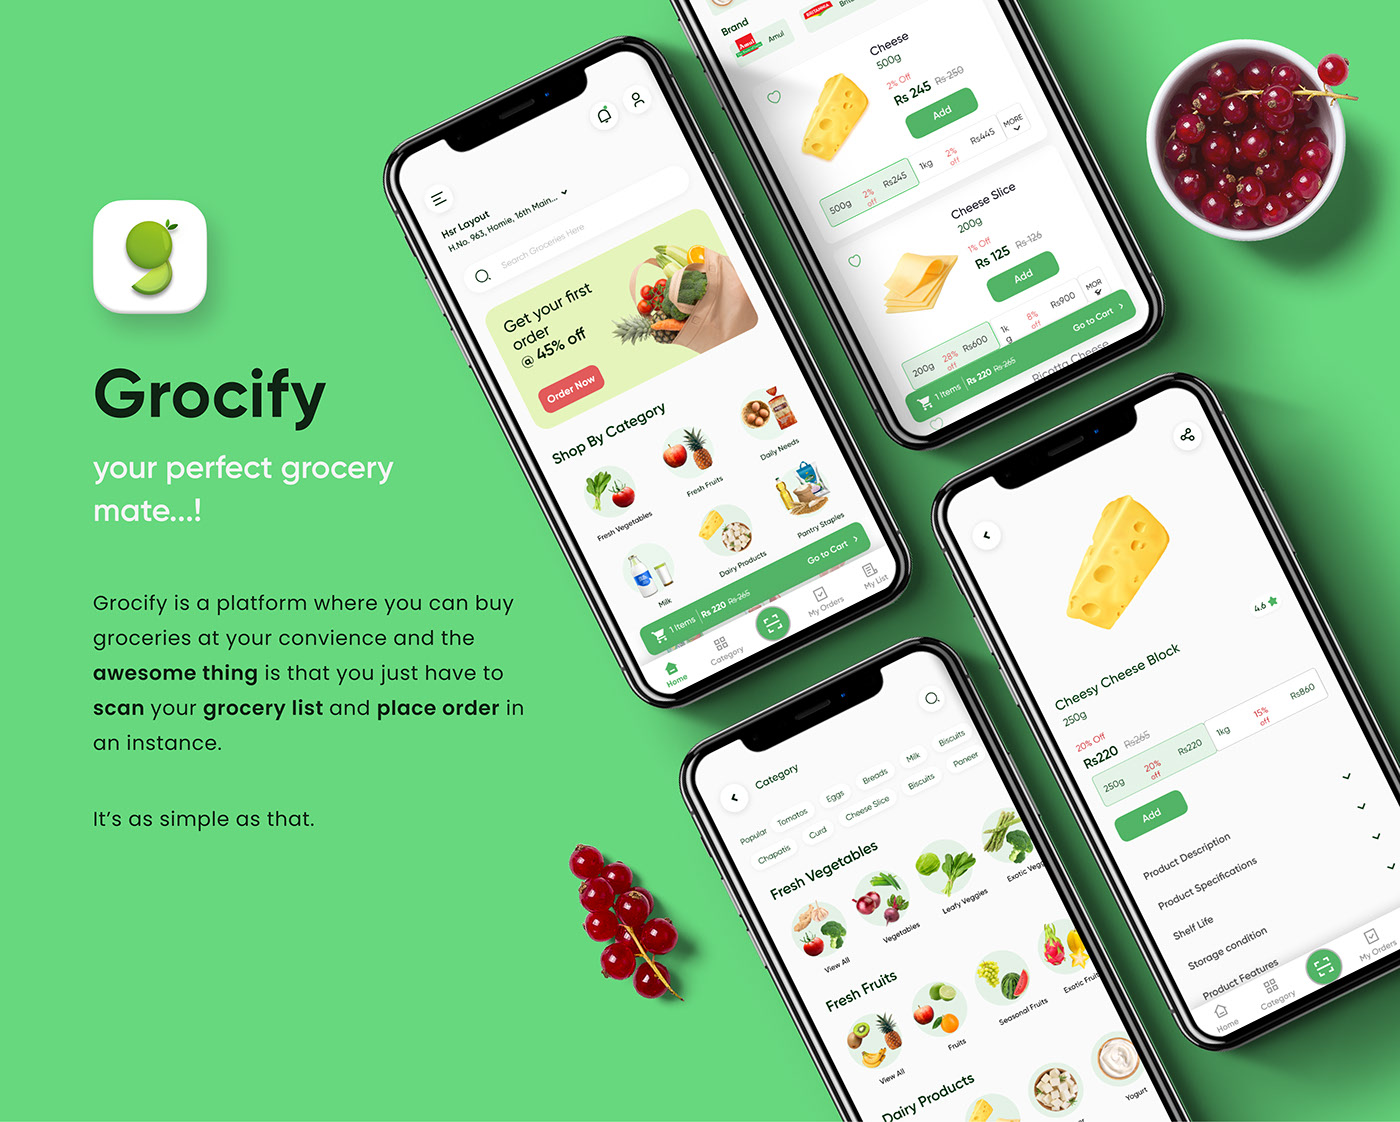 Grocify
your perfect grocery
mate...!
Grocify is a platform where you can buy
groceries at your convience and the
awesome thing is that you just have to
scan your grocery list and place order in
an instance.
It's as simple as that.
Hsr Layout
H.No. 963, Homie, 16th Main...
Search Groceries Here
Get your first
order
@ 45% off
Order Now
Shop By Category
Fresh Vegetables
Fresh Fruits
Daily Needs
Milk
Dairy Products
Pantry Staples
1 Items Rs 220 Rs 265
Go to Cart
Home
Category
My Orders
My List
Brand
Amul
Amul
BRITANNIA
Cheese
500g
2% Off
Rs 245 Rs 250
Add
500g 2% off Rs245
1kg 2% off Rs445
MORE
Cheese Slice
200g
1% Off
Rs 125 Rs 126
Add
200g 28% off Rs600
1kg 8% off Rs900
MOR
Ricotta Cheese
1 Items Rs 220 Rs 265
Go to Cart
Category
Popular Tomatos Eggs Breads Milk Biscuits
Chapatis Curd Cheese Slice Biscuits Paneer
Fresh Vegetables
View All
Vegetables
Leafy Veggies
Exotic Vegg
Fresh Fruits
View All
Fruits
Seasonal Fruits
Exotic Fruit
Dairy Products
Yogurt
4.6
Cheesy Cheese Block
250g
20% Off
Rs220 Rs265
250g 20% off Rs220
1kg 15% off Rs860
Add
Product Description
Product Specifications
Shelf Life
Storage condition
Product Features
Home
Category
My Orders